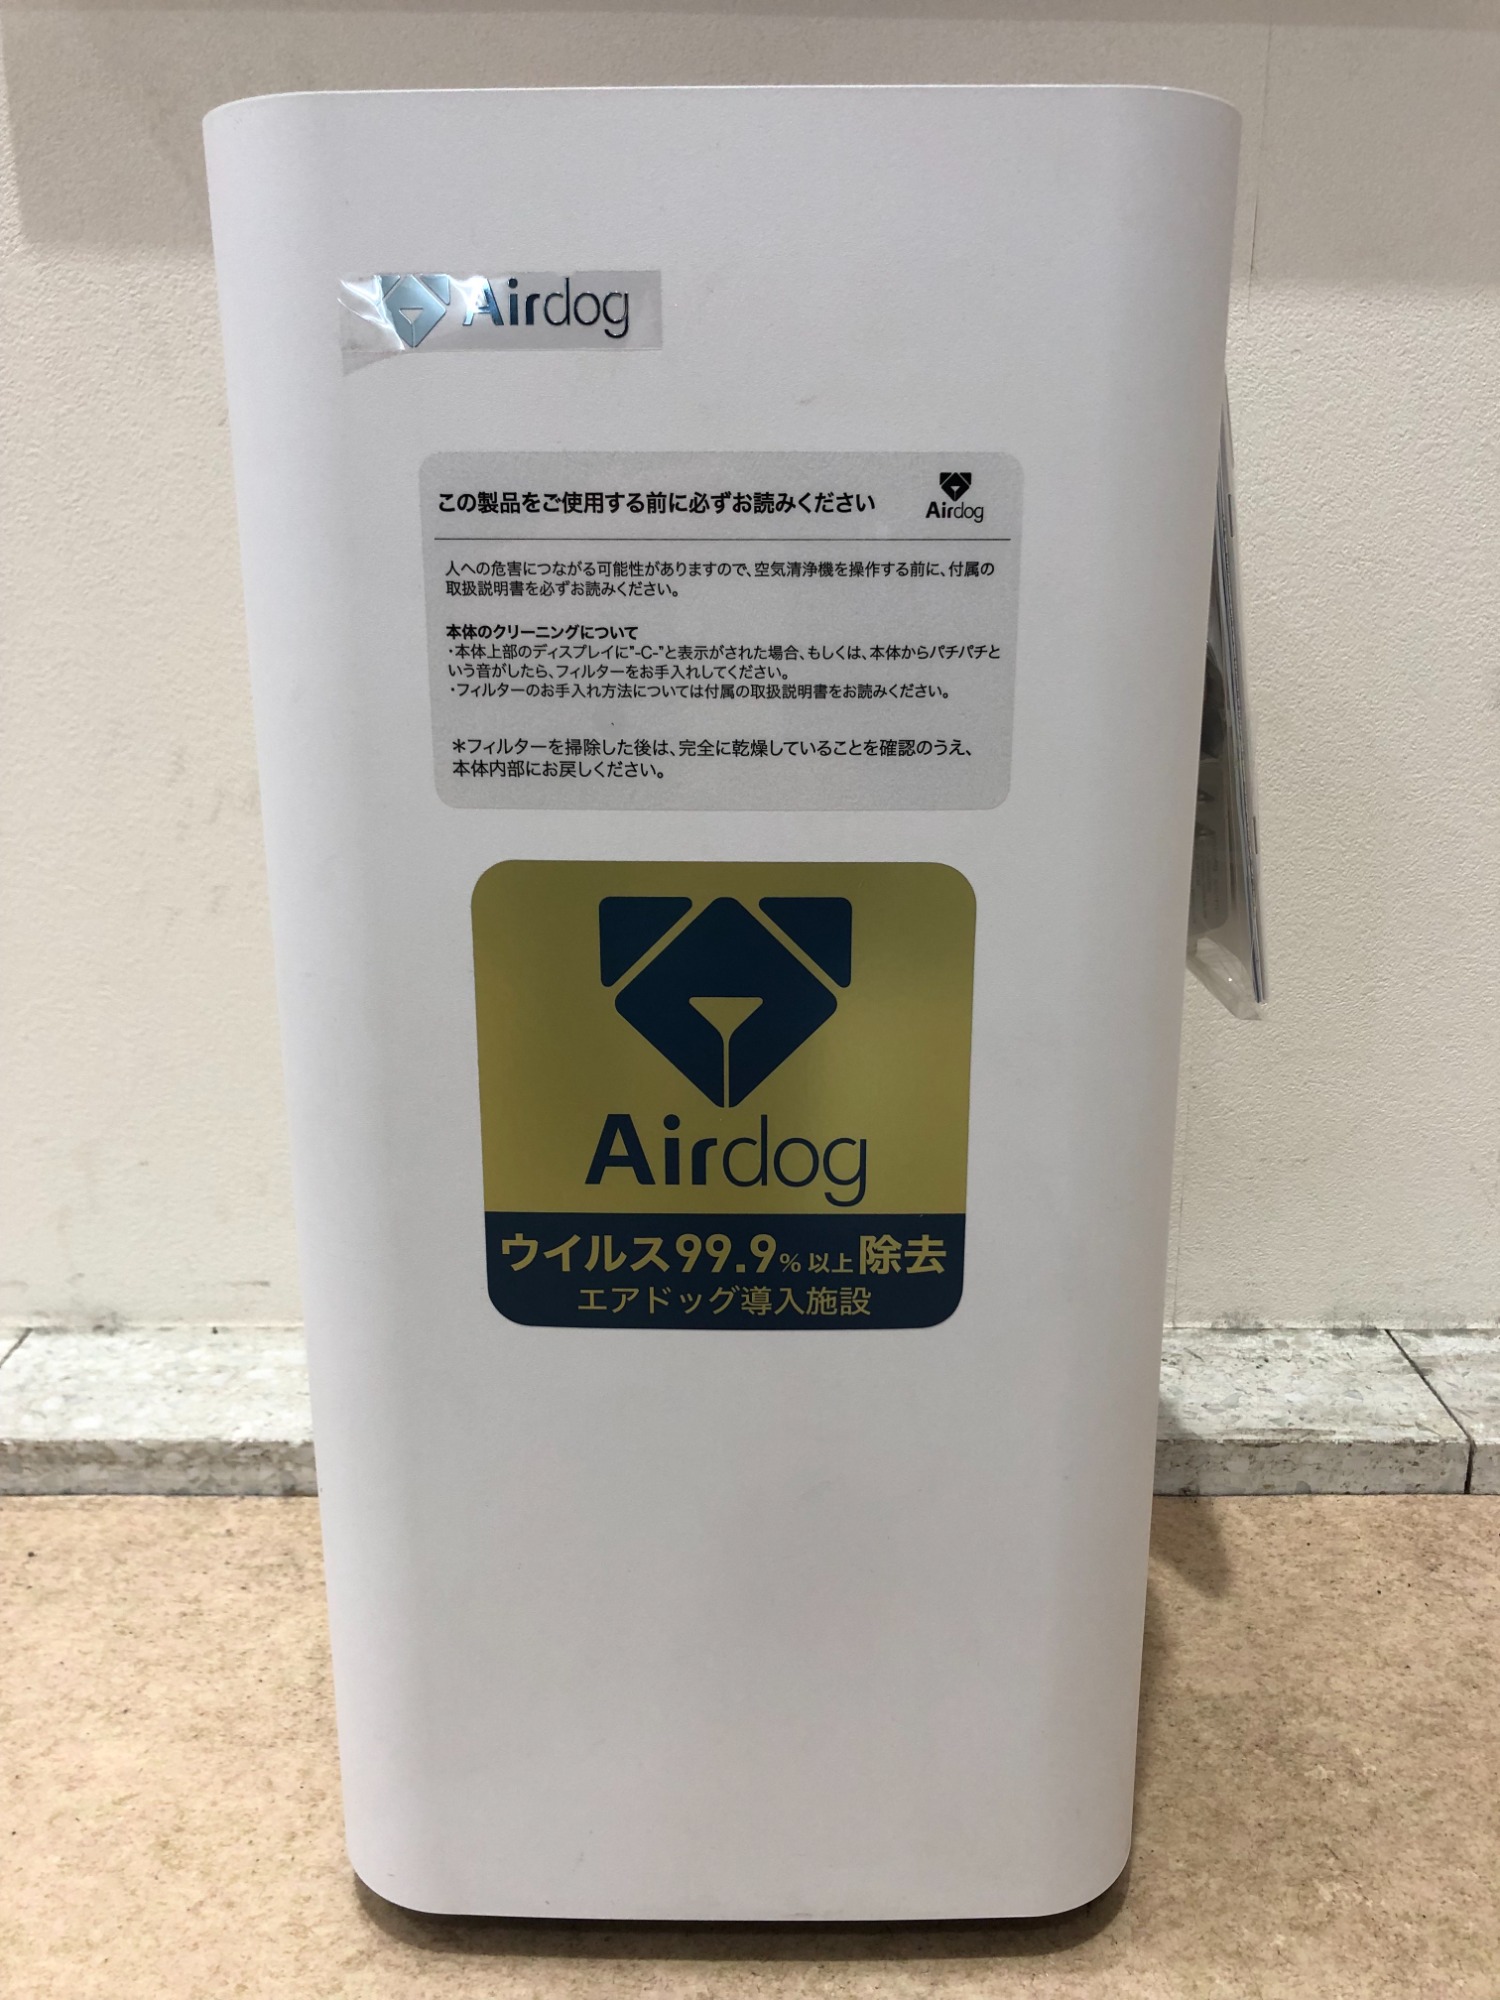 Airdog
この製品をご使用する前に必ずお読みください
Airdog
人への危害につながる可能性がありますので、空気清浄機を操作する前に、付属の
取扱説明書を必ずお読みください。
本体のクリーニングについて
・本体上部のディスプレイに"-C-"と表示がされた場合、もしくは、本体からパチパチと
いう音がしたら、フィルターをお手入れしてください。
・フィルターのお手入れ方法については付属の取扱説明書をお読みください。
＊フィルターを掃除した後は、完全に乾燥していることを確認のうえ、
本体内部にお戻しください。
Airdog
ウイルス99.9%以上除去
エアドッグ導入施設